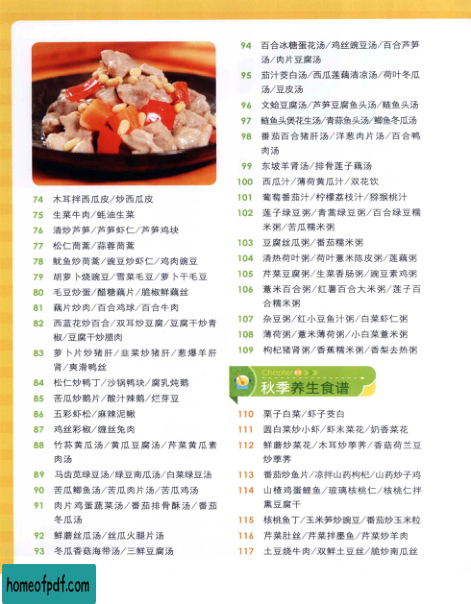 74 木耳拌西瓜皮/炒西瓜皮
75 生菜牛肉/蚝油生菜
76 清炒芦笋/芦笋虾仁/芦笋鸡块
77 松仁茼蒿/蒜蓉茼蒿
78 鱿鱼炒茼蒿/豌豆炒虾仁/鸡肉豌豆
79 胡萝卜烧豌豆/雪菜毛豆/萝卜干毛豆
80 毛豆炒蛋/醋糖藕片/脆椒鲜藕丝
81 藕片炒肉/百合鸡球/百合牛肉
82 西蓝花炒百合/双耳炒豆腐/豆腐干炒青
椒/豆腐干炒腊肉
83 萝卜片炒猪肝/韭菜炒猪肝/葱爆羊肝
肾/爽滑鸭丝
84 松仁炒鸭丁/沙锅鸭块/腐乳炖鹅
85 苦瓜炒鹅片/酸汁辣鹅/烂芽豆
86 五彩虾松/麻辣泥鳅
87 鸡丝彩椒/缠丝兔肉
88 竹荪黄瓜汤/黄瓜豆腐汤/芹菜黄瓜素
肉汤
89 马齿苋绿豆汤/绿豆南瓜汤/白菜绿豆汤
90 苦瓜鲫鱼汤/苦瓜肉片汤/苦瓜鸡汤
91 肉片鸡蛋蔬菜汤/番茄排骨酥汤/番茄
冬瓜汤
92 鲜蘑丝瓜汤/丝瓜火腿片汤
93 冬瓜香菇海带汤/三鲜豆腐汤
94 百合冰糖蛋花汤/鸡丝豌豆汤/百合芦笋
汤/肉片豆腐汤
95 茄汁茭白汤/西瓜莲藕清凉汤/荷叶冬瓜
汤/豆皮汤
96 文蛤豆腐汤/芦笋豆腐鱼头汤/鲢鱼头汤
97 鲢鱼头煲花生汤/青蒜鱼头汤/鲫鱼冬瓜汤
98 番茄百合猪肝汤/洋葱肉片汤/百合鸭
肉汤
99 东坡羊肾汤/排骨莲子藕汤
100 西瓜汁/薄荷黄瓜汁/双花饮
101 葡萄番茄汁/柠檬荔枝汁/猕猴桃汁
102 莲子绿豆粥/青蒿绿豆粥/百合绿豆糯
米粥/苦瓜糯米粥
103 豆腐丝瓜粥/番茄糯米粥
104 清热荷叶粥/荷叶薏米陈皮粥/莲藕粥
105 芹菜豆腐粥/生菜香肠粥/豌豆素鸡粥
106 薏米百合粥/红薯百合大米粥/莲子百
合糯米粥
107 杂豆粥/红小豆鱼汁粥/白菜虾仁粥
108 薄荷粥/薏米薄荷粥/小白菜薏米粥
109 枸杞猪肾粥/香蕉糯米粥/香梨去热粥
Chapter
秋季养生食谱
110 栗子白菜/虾子茭白
111 圆白菜炒小虾/虾末菜花/奶香菜花
112 鲜蘑炒菜花/木耳炒荸荠/香菇荷兰豆
炒荸荠
113 番茄炒鱼片/凉拌山药枸杞/山药炒子鸡
114 山楂鸡蛋鲤鱼/玻璃核桃仁/核桃仁拌
熏豆腐干
115 核桃鱼丁/玉米笋炒豌豆/番茄炒玉米粒
116 芹菜肚丝/芹菜拌墨鱼/芹菜炒羊肉
117 土豆烧牛肉/双鲜土豆丝/脆炒南瓜丝
homeofpdf.com